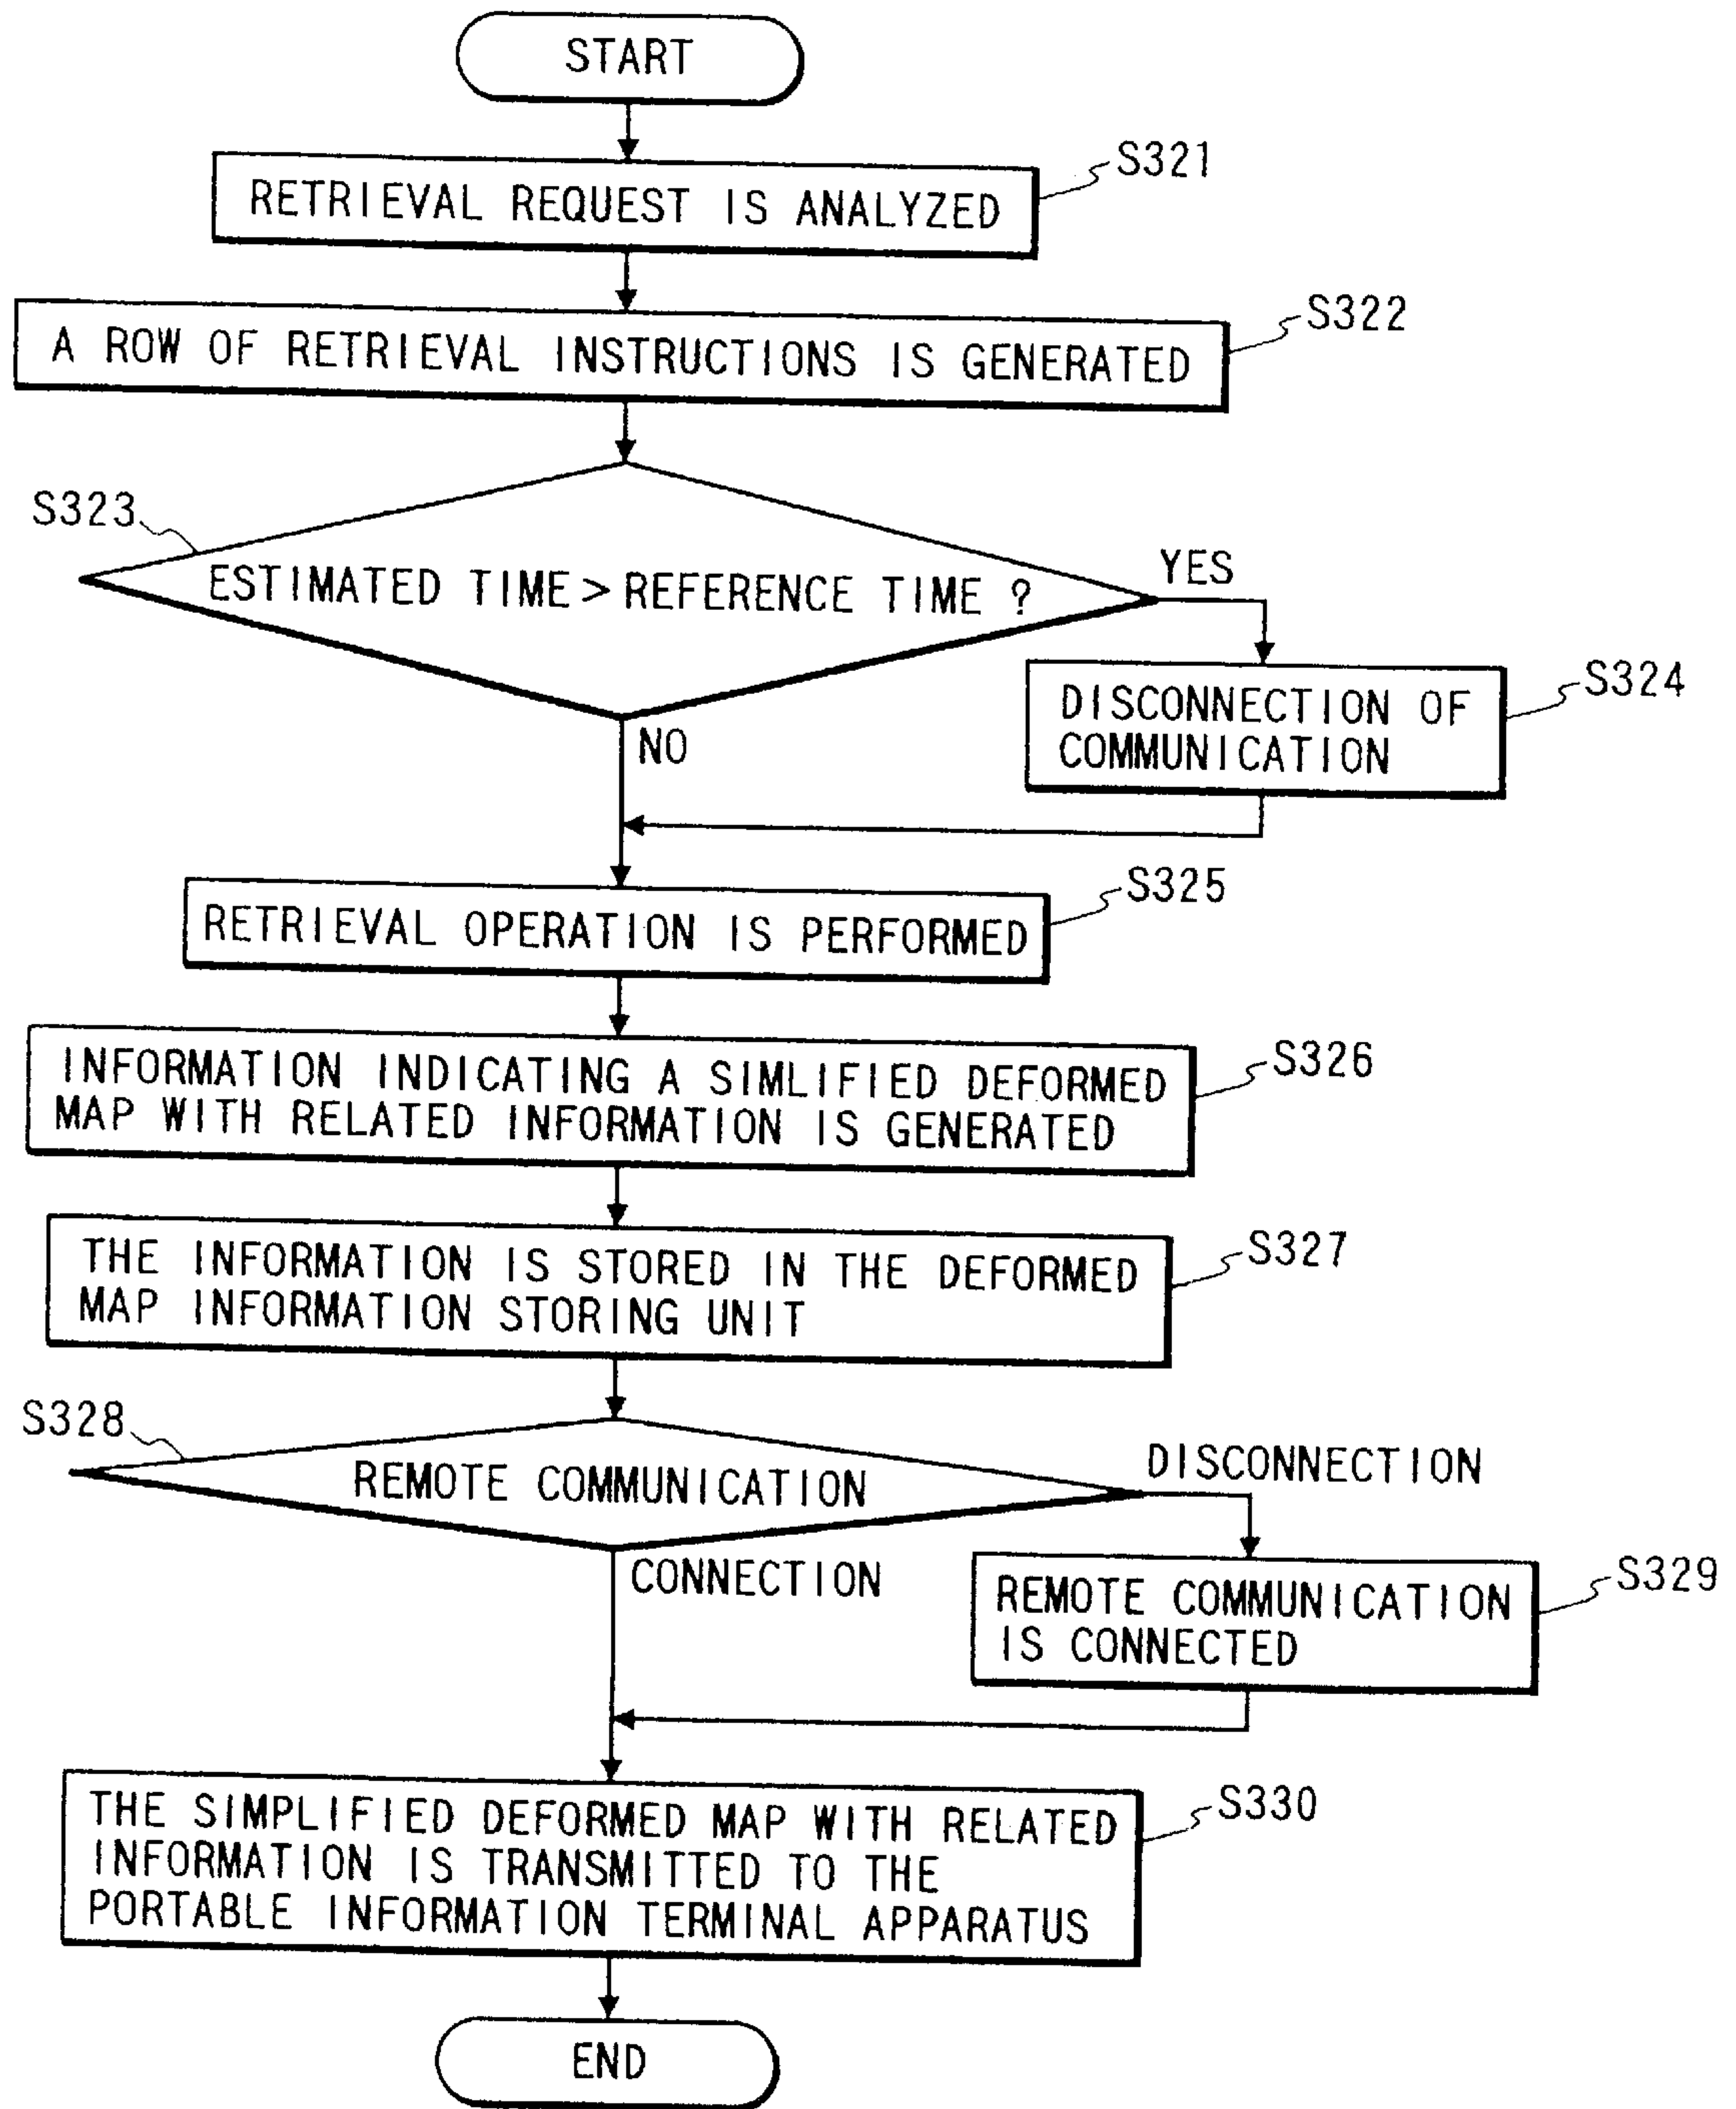 START
S321
RETRIEVAL REQUEST IS ANALYZED
S322
A ROW OF RETRIEVAL INSTRUCTIONS IS GENERATED
S323
ESTIMATED TIME > REFERENCE TIME ?
YES
S324
DISCONNECTION OF
COMMUNICATION
NO
S325
RETRIEVAL OPERATION IS PERFORMED
S326
INFORMATION INDICATING A SIMLIFIED DEFORMED
MAP WITH RELATED INFORMATION IS GENERATED
S327
THE INFORMATION IS STORED IN THE DEFORMED
MAP INFORMATION STORING UNIT
S328
REMOTE COMMUNICATION
DISCONNECTION
CONNECTION
S329
REMOTE COMMUNICATION
IS CONNECTED
S330
THE SIMPLIFIED DEFORMED MAP WITH RELATED
INFORMATION IS TRANSMITTED TO THE
PORTABLE INFORMATION TERMINAL APPARATUS
END